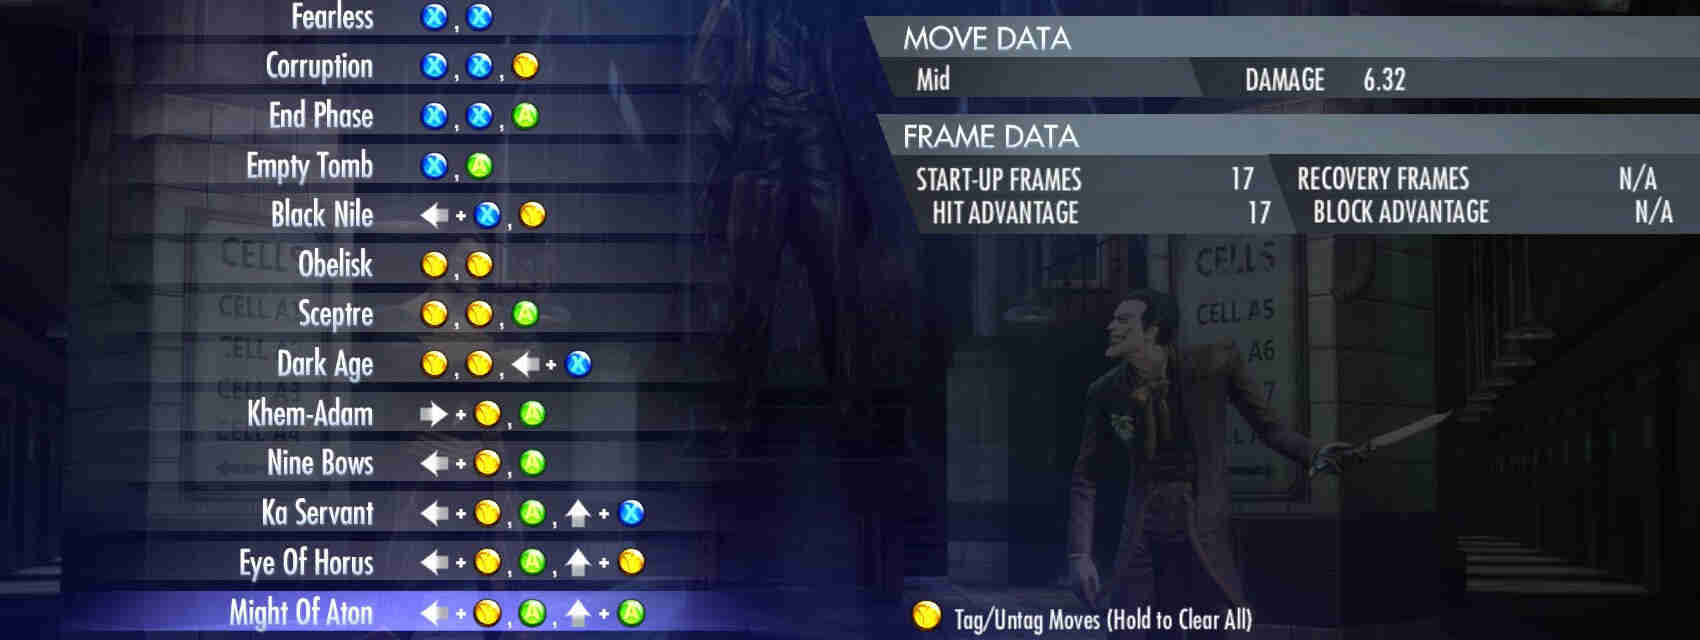 Fearless X , X
Corruption X , X , Y
End Phase X , X , A
Empty Tomb X , A
Black Nile + X , Y
Obelisk Y , Y
Sceptre Y , Y , A
Dark Age Y , Y , + X
Khem-Adam + Y , A
Nine Bows + Y , A
Ka Servant + Y , A , + X
Eye Of Horus + Y , A , + Y
Might Of Aton + Y , A , + A
MOVE DATA
Mid DAMAGE 6.32
FRAME DATA
START-UP FRAMES 17 RECOVERY FRAMES N/A
HIT ADVANTAGE 17 BLOCK ADVANTAGE N/A
CELLS
CELL A5
A6
7
Y Tag/Untag Moves (Hold to Clear All)